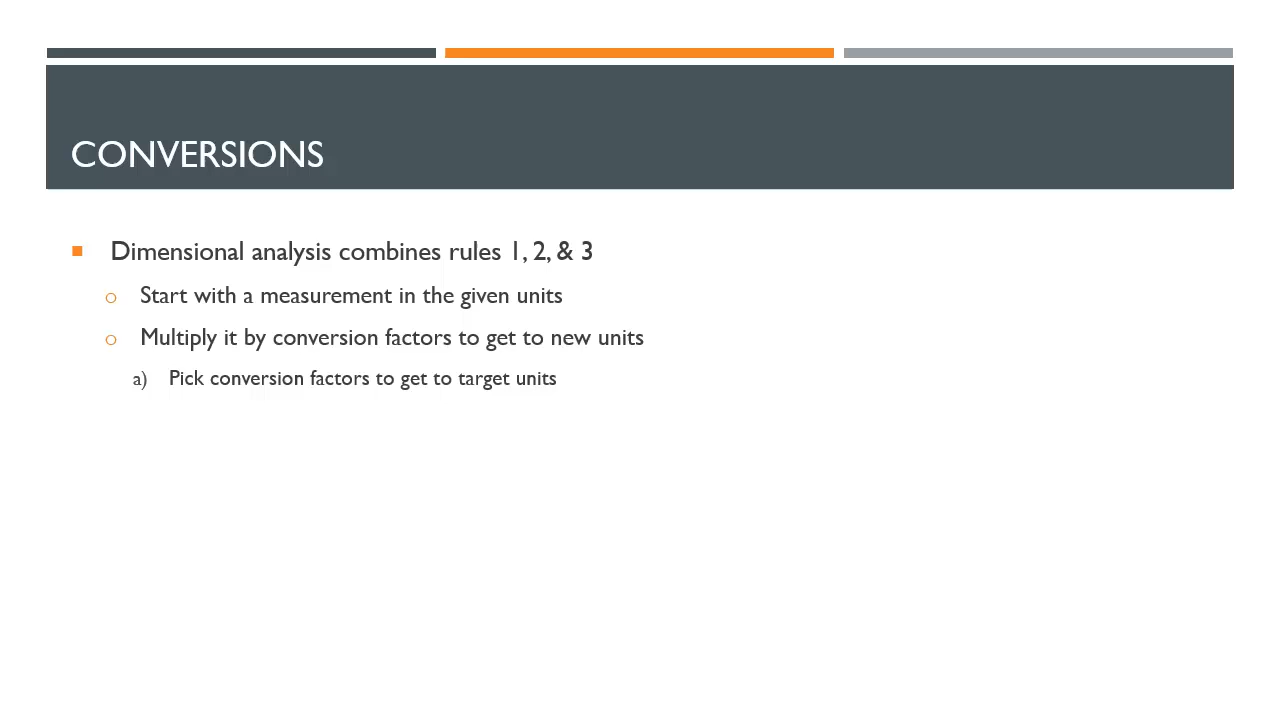 CONVERSIONS
Dimensional analysis combines rules 1, 2, & 3
Start with a measurement in the given units
Multiply it by conversion factors to get to new units
a) Pick conversion factors to get to target units